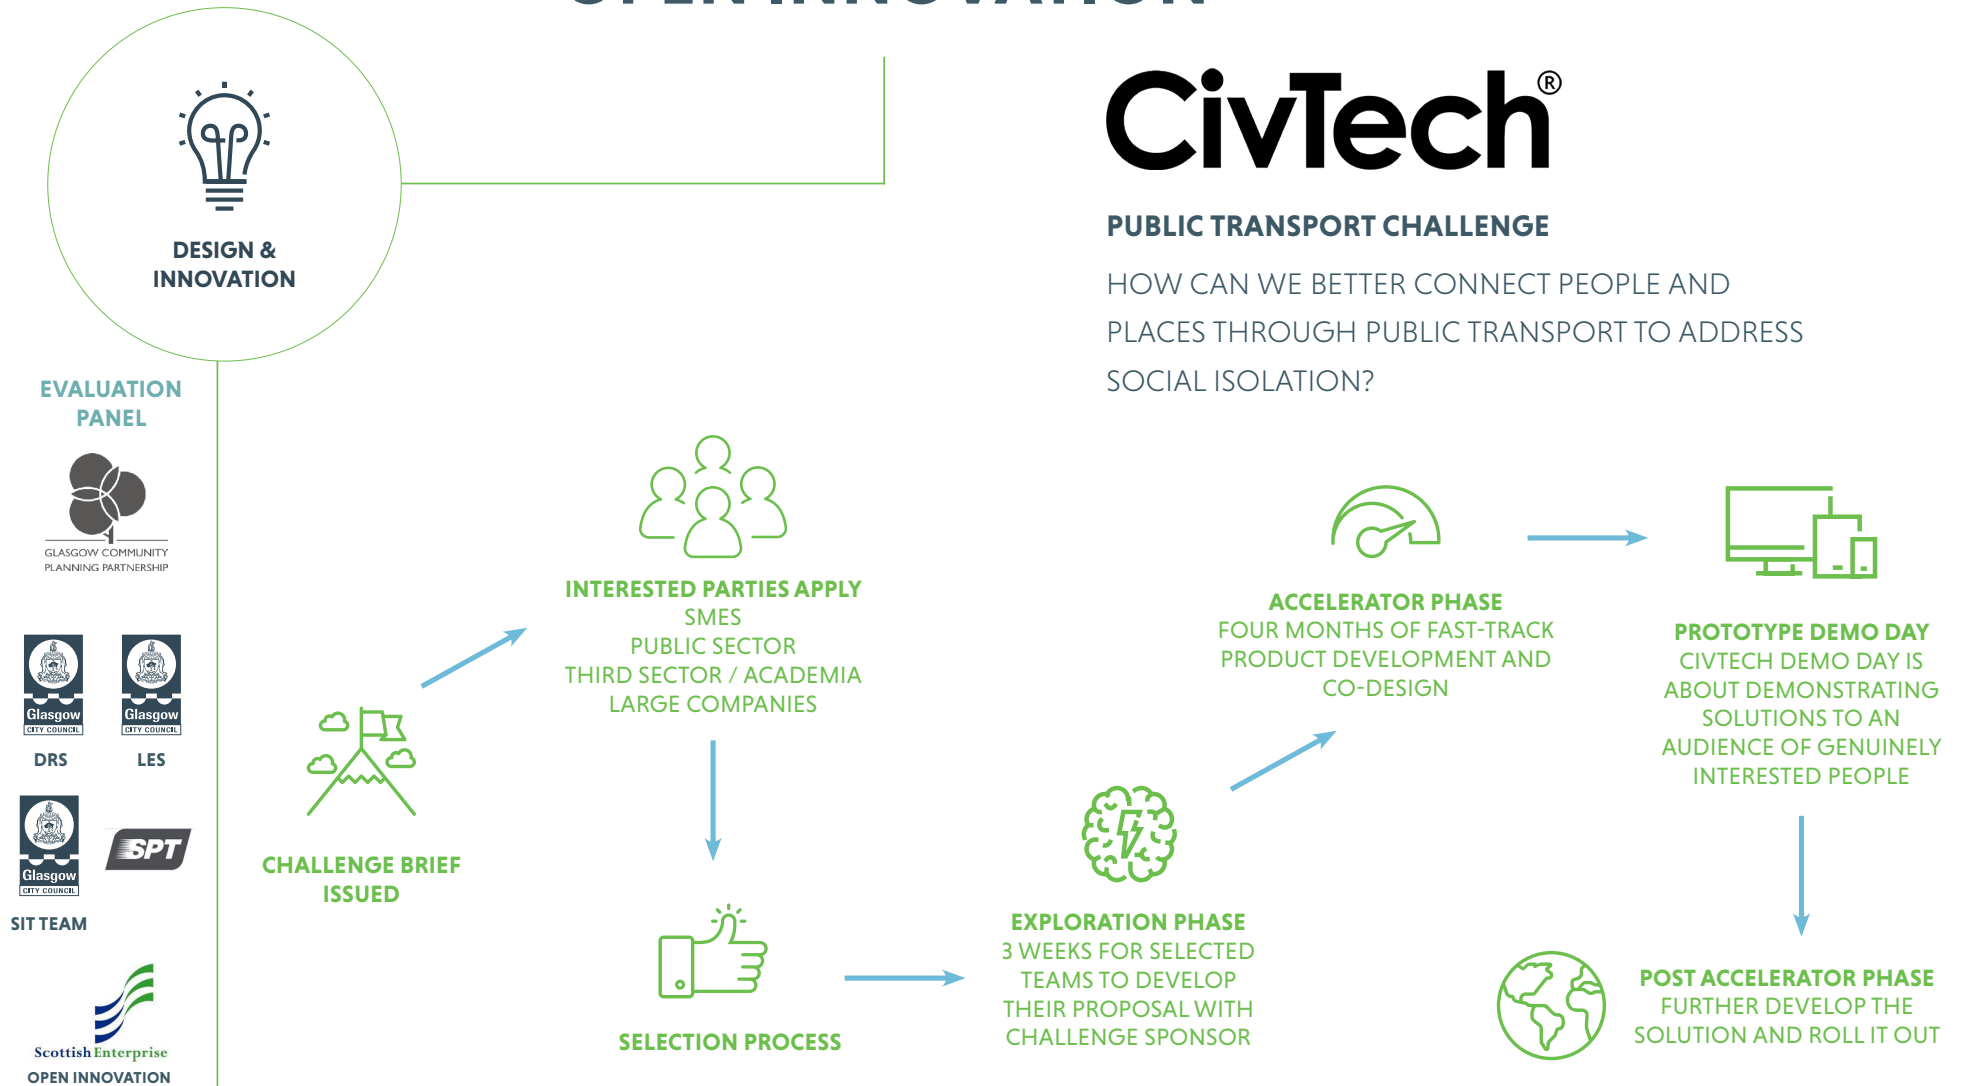 OPEN INNOVATION
CivTech®
PUBLIC TRANSPORT CHALLENGE
HOW CAN WE BETTER CONNECT PEOPLE AND
PLACES THROUGH PUBLIC TRANSPORT TO ADDRESS
SOCIAL ISOLATION?
DESIGN &
INNOVATION
EVALUATION
PANEL
GLASGOW COMMUNITY
PLANNING PARTNERSHIP
Glasgow
CITY COUNCIL
DRS
Glasgow
CITY COUNCIL
LES
Glasgow
CITY COUNCIL
SIT TEAM
SPT
Scottish Enterprise
OPEN INNOVATION
CHALLENGE BRIEF
ISSUED
INTERESTED PARTIES APPLY
SMES
PUBLIC SECTOR
THIRD SECTOR / ACADEMIA
LARGE COMPANIES
SELECTION PROCESS
EXPLORATION PHASE
3 WEEKS FOR SELECTED
TEAMS TO DEVELOP
THEIR PROPOSAL WITH
CHALLENGE SPONSOR
ACCELERATOR PHASE
FOUR MONTHS OF FAST-TRACK
PRODUCT DEVELOPMENT AND
CO-DESIGN
PROTOTYPE DEMO DAY
CIVTECH DEMO DAY IS
ABOUT DEMONSTRATING
SOLUTIONS TO AN
AUDIENCE OF GENUINELY
INTERESTED PEOPLE
POST ACCELERATOR PHASE
FURTHER DEVELOP THE
SOLUTION AND ROLL IT OUT